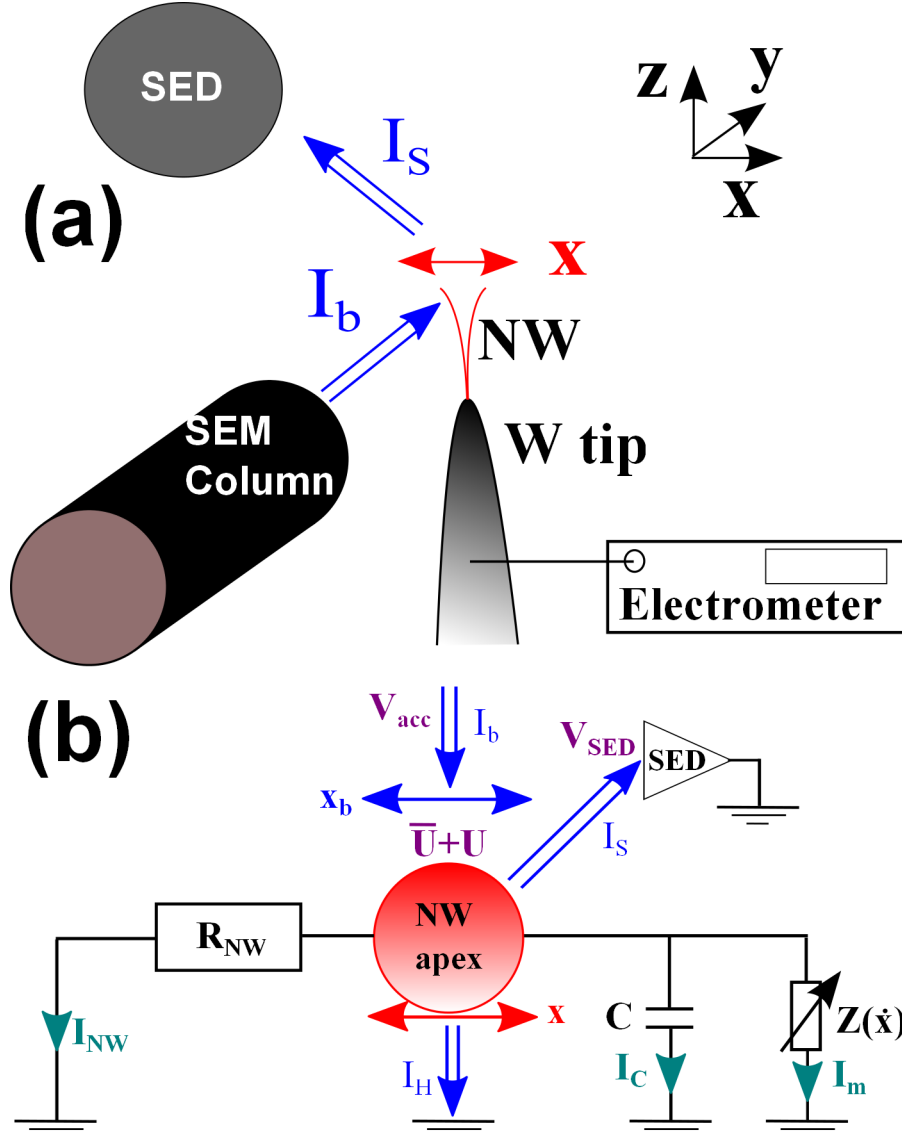 SED
z
y
x
I_S
(a)
x
I_b
NW
SEM
Column
W tip
Electrometer
(b)
V_acc
I_b
V_SED
SED
x_b
I_S
U̅+U
NW
apex
R_NW
x
C
Z(ẋ)
I_NW
I_H
I_C
I_m